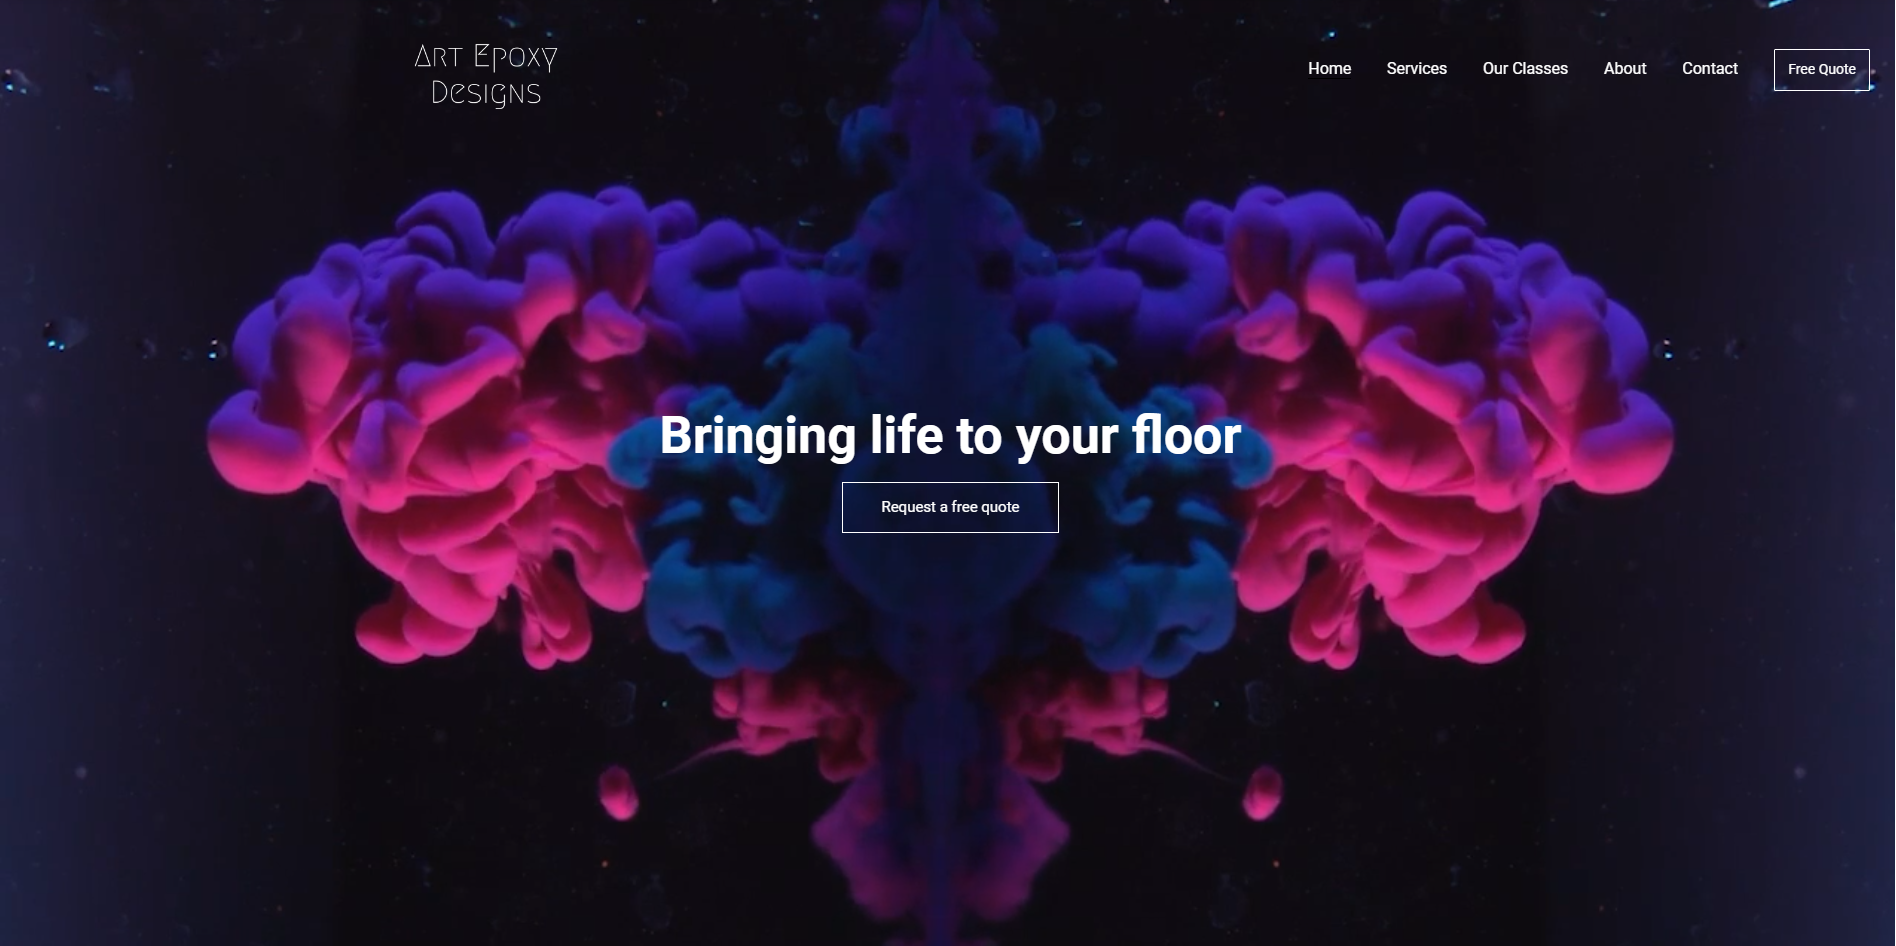 Art Epoxy
Designs
Home
Services
Our Classes
About
Contact
Free Quote
Bringing life to your floor
Request a free quote